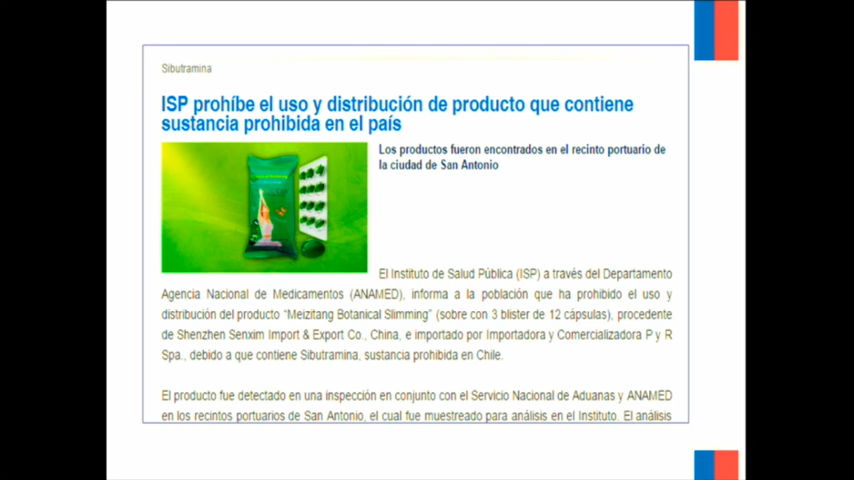 Sibutramina
ISP prohíbe el uso y distribución de producto que contiene
sustancia prohibida en el país
Los productos fueron encontrados en el recinto portuario de
la ciudad de San Antonio
El Instituto de Salud Pública (ISP) a través del Departamento
Agencia Nacional de Medicamentos (ANAMED), informa a la población que ha prohibido el uso y
distribución del producto “Meizitang Botanical Slimming” (sobre con 3 blister de 12 cápsulas), procedente
de Shenzhen Senxim Import & Export Co., China, e importado por Importadora y Comercializadora P y R
Spa., debido a que contiene Sibutramina, sustancia prohibida en Chile.
El producto fue detectado en una inspección en conjunto con el Servicio Nacional de Aduanas y ANAMED
en los recintos portuarios de San Antonio, el cual fue muestreado para análisis en el Instituto. El análisis